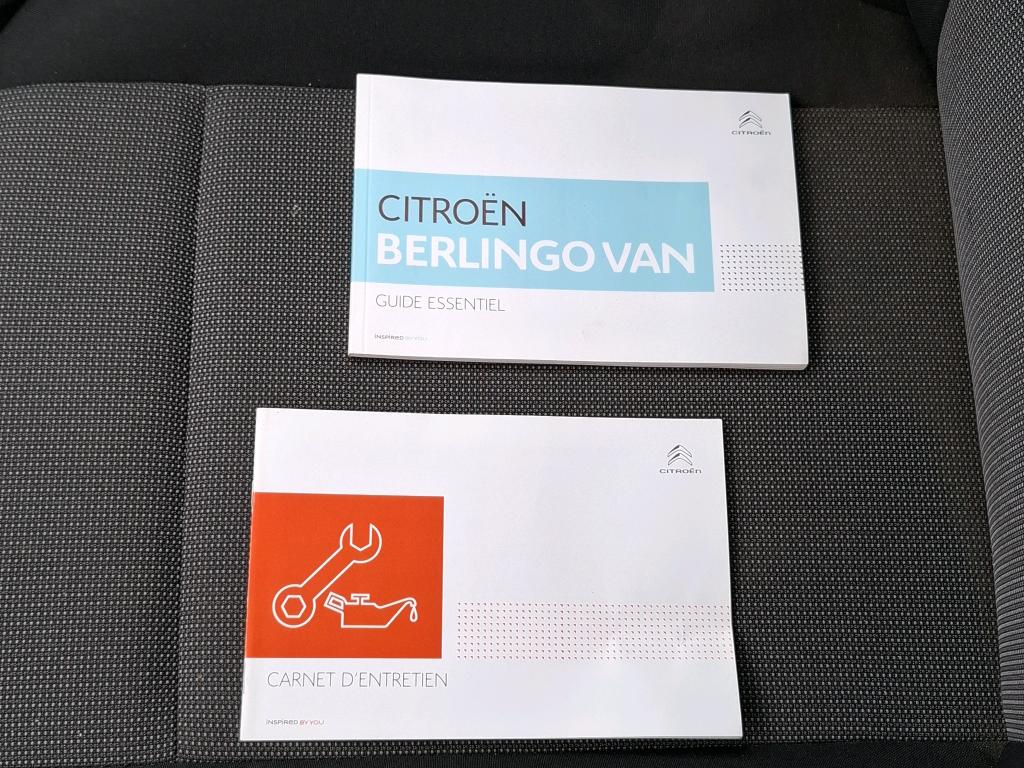 CITROËN
CITROËN
BERLINGO VAN
GUIDE ESSENTIEL
INSPIRED BY YOU
CITROËN
CARNET D'ENTRETIEN
INSPIRED BY YOU